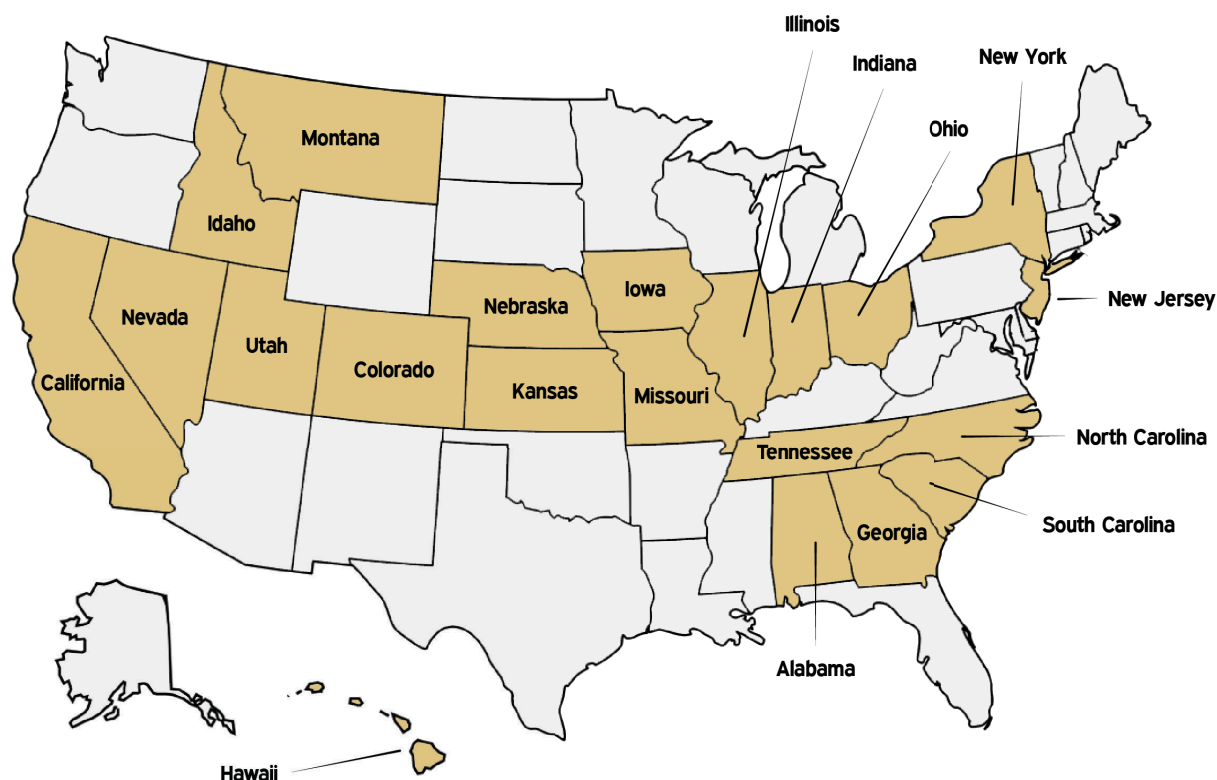 Illinois
Indiana
New York
Ohio
Montana
Idaho
Nebraska
Iowa
New Jersey
Nevada
Utah
Colorado
California
Kansas
Missouri
Tennessee
North Carolina
South Carolina
Georgia
Alabama
Hawaii